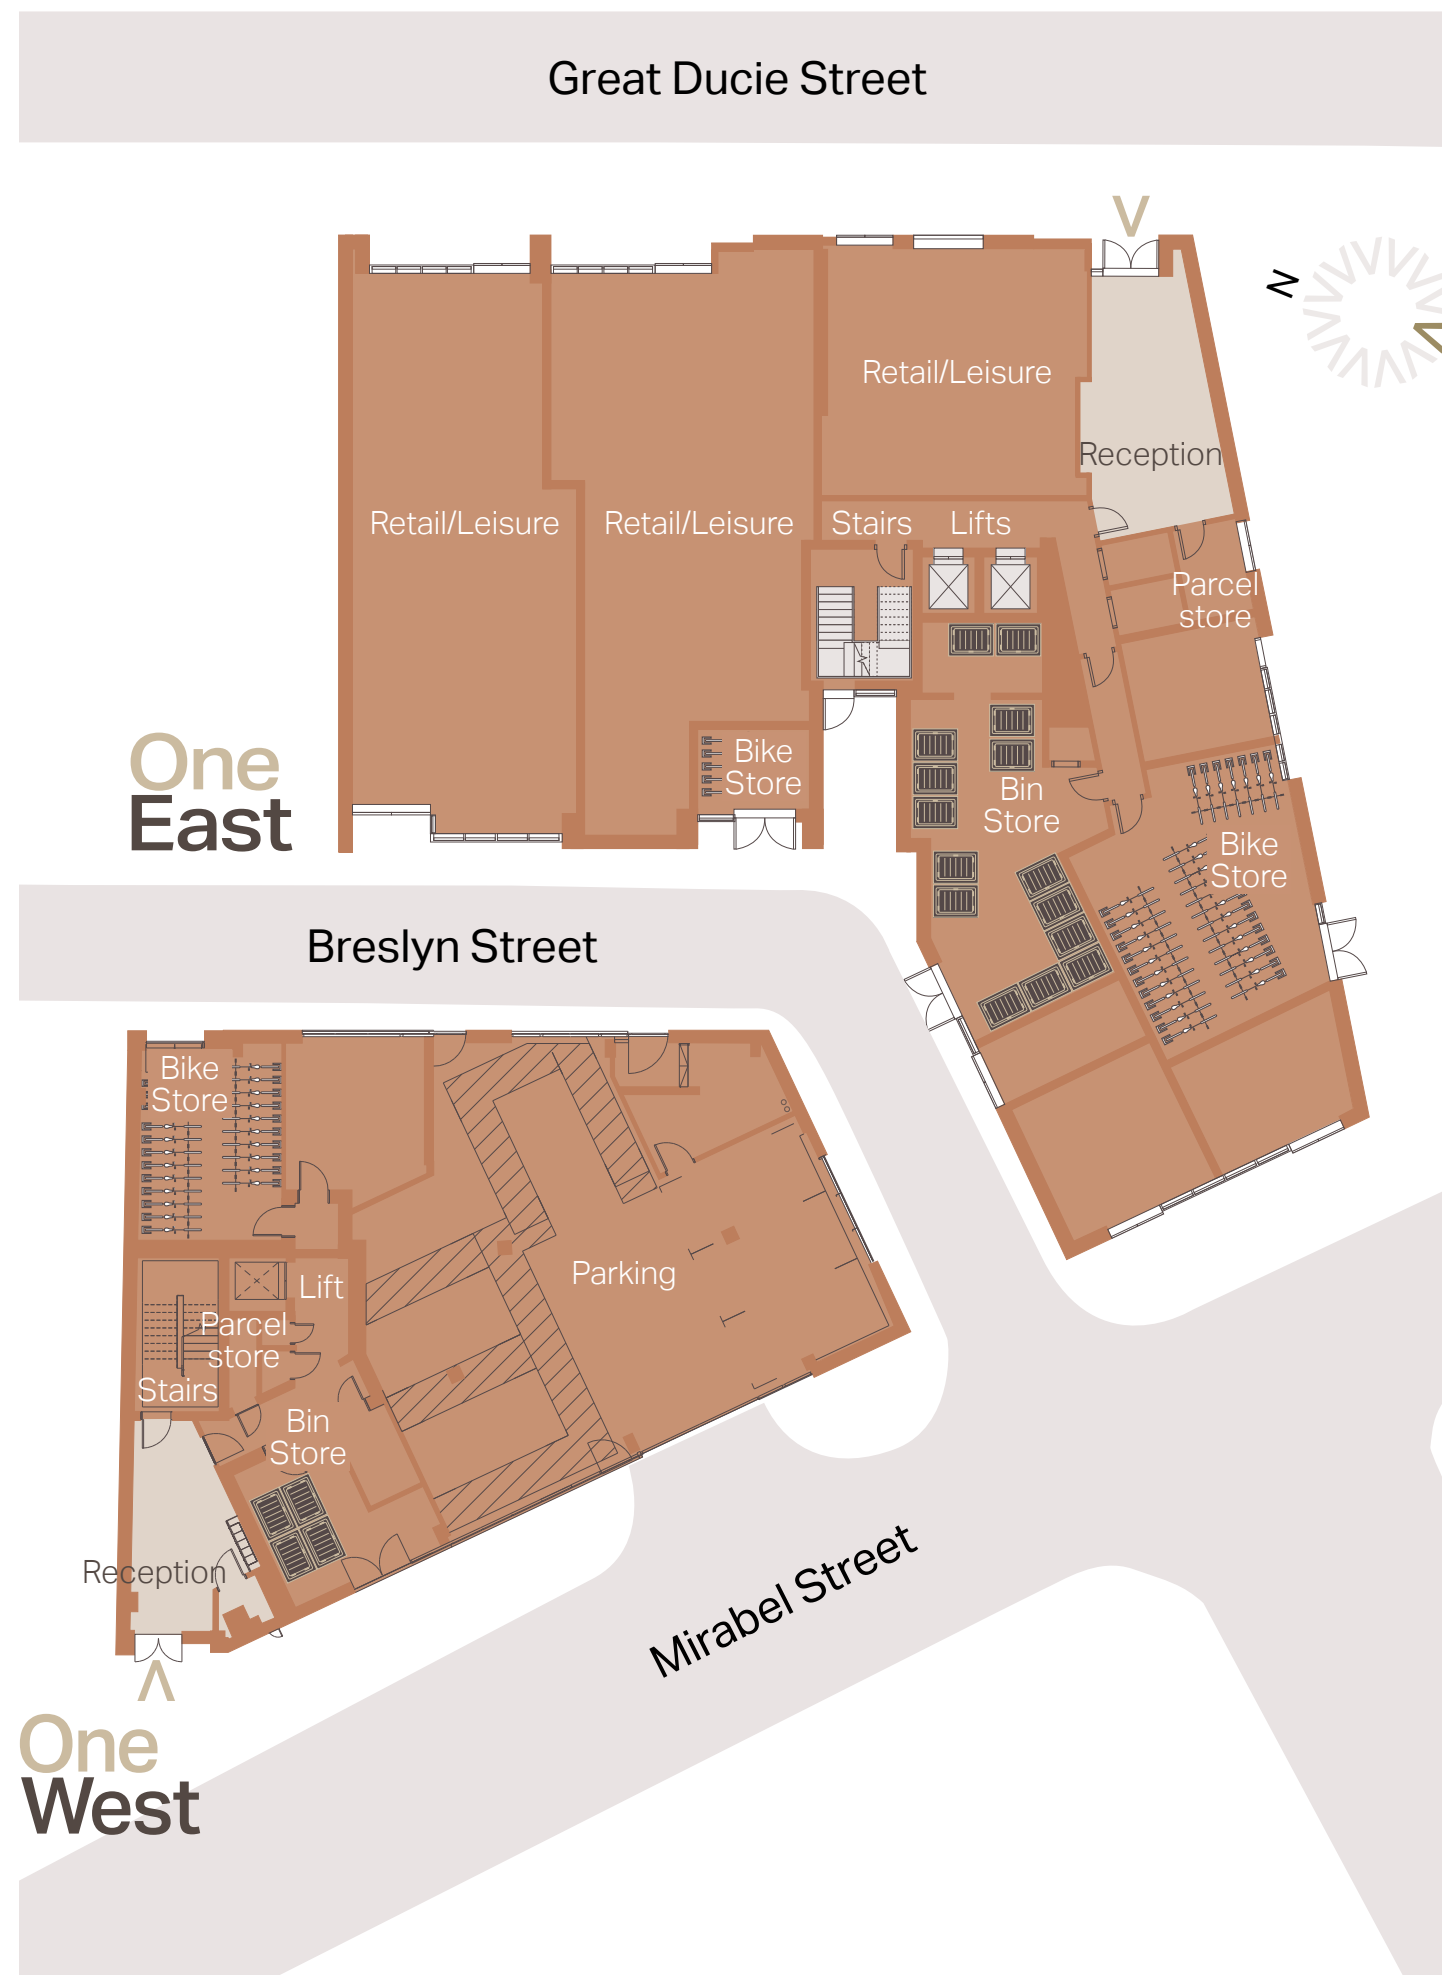 Great Ducie Street
N
Retail/Leisure
Reception
Retail/Leisure
Retail/Leisure
Stairs
Lifts
Parcel
store
Bike
Store
Bin
Store
Bike
Store
One
East
Breslyn Street
Bike
Store
Parking
Lift
Parcel
store
Stairs
Bin
Store
Reception
Mirabel Street
One
West